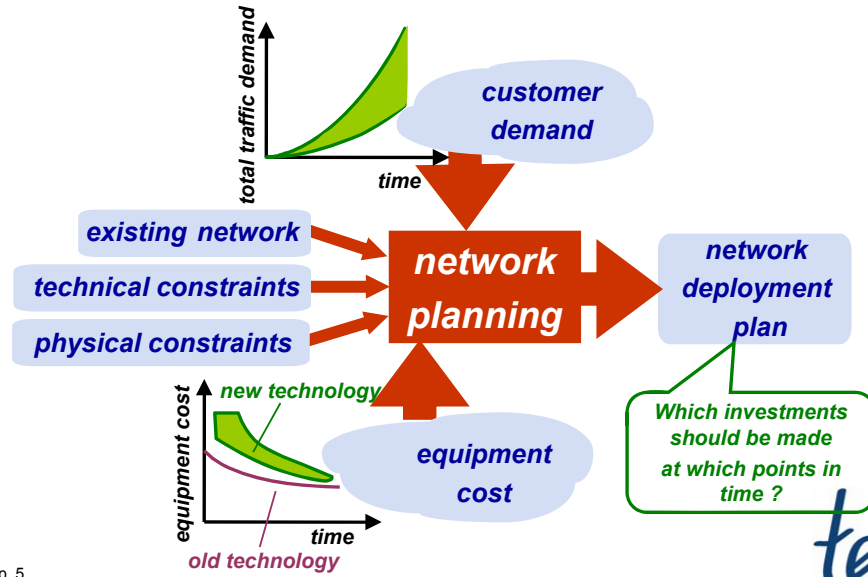 total traffic demand
time
customer
demand
existing network
technical constraints
physical constraints
network
planning
network
deployment
plan
Which investments
should be made
at which points in
time ?
equipment cost
new technology
time
old technology
equipment
cost
p. 5